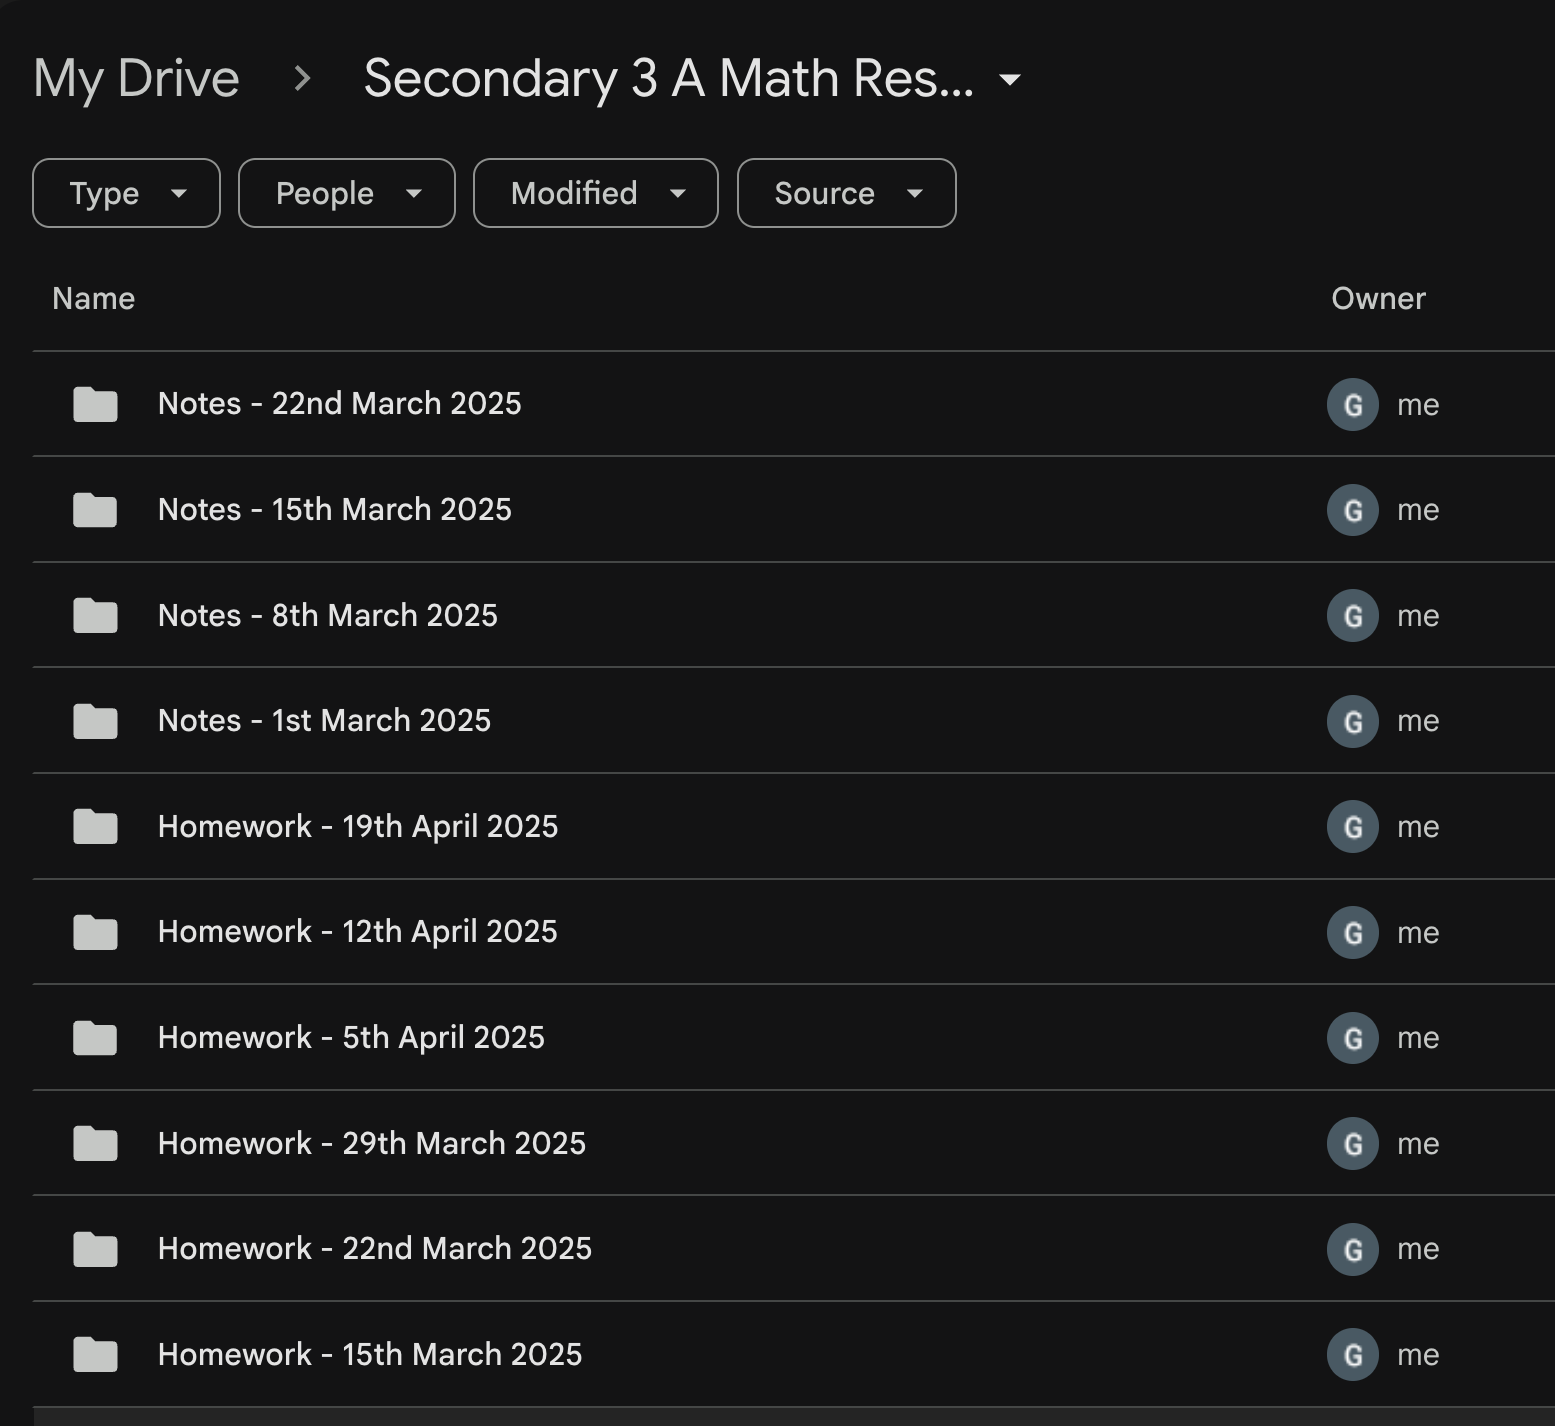 My Drive > Secondary 3 A Math Res...
Type People Modified Source
Name Owner
Notes - 22nd March 2025 G me
Notes - 15th March 2025 G me
Notes - 8th March 2025 G me
Notes - 1st March 2025 G me
Homework - 19th April 2025 G me
Homework - 12th April 2025 G me
Homework - 5th April 2025 G me
Homework - 29th March 2025 G me
Homework - 22nd March 2025 G me
Homework - 15th March 2025 G me